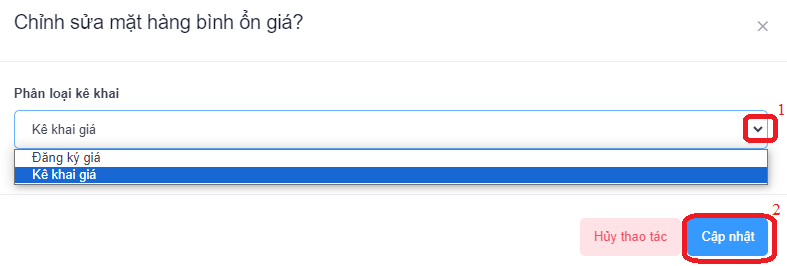 Chỉnh sửa mặt hàng bình ổn giá?
×
Phân loại kê khai
1
Kê khai giá
Đăng ký giá
Kê khai giá
2
Hủy thao tác Cập nhật